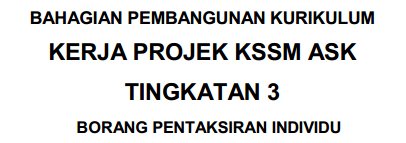 BAHAGIAN PEMBANGUNAN KURIKULUM
KERJA PROJEK KSSM ASK
TINGKATAN 3
BORANG PENTAKSIRAN INDIVIDU